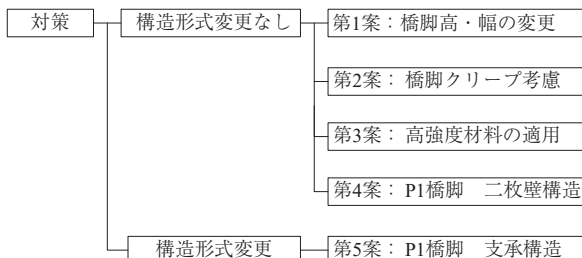 対策
構造形式変更なし
第1案：橋脚高・幅の変更
第2案： 橋脚クリープ考慮
第3案： 高強度材料の適用
第4案： P1橋脚　二枚壁構造
構造形式変更
第5案： P1橋脚　支承構造